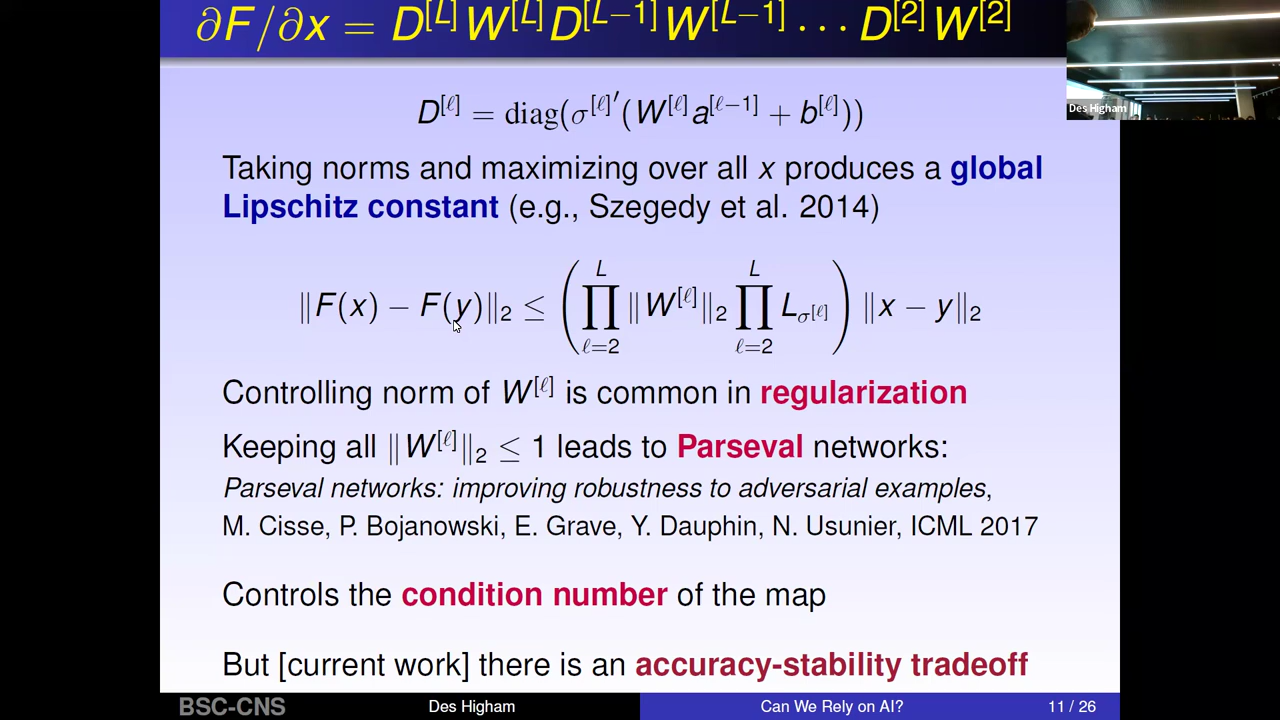 ∂F/∂x = D[L]W[L]D[L−1]W[L−1] ··· D[2]W[2]
Des Higham
D[ℓ] = diag(σ[ℓ]′(W[ℓ]a[ℓ−1] + b[ℓ]))
Taking norms and maximizing over all x produces a global
Lipschitz constant (e.g., Szegedy et al. 2014)
‖F(x) − F(y)‖₂ ≤ (∏_{ℓ=2}^{L} ‖W[ℓ]‖₂ ∏_{ℓ=2}^{L} L_{σ[ℓ]}) ‖x − y‖₂
Controlling norm of W[ℓ] is common in regularization
Keeping all ‖W[ℓ]‖₂ ≤ 1 leads to Parseval networks:
Parseval networks: improving robustness to adversarial examples,
M. Cisse, P. Bojanowski, E. Grave, Y. Dauphin, N. Usunier, ICML 2017
Controls the condition number of the map
But [current work] there is an accuracy-stability tradeoff
BSC-CNS Des Higham Can We Rely on AI? 11 / 26